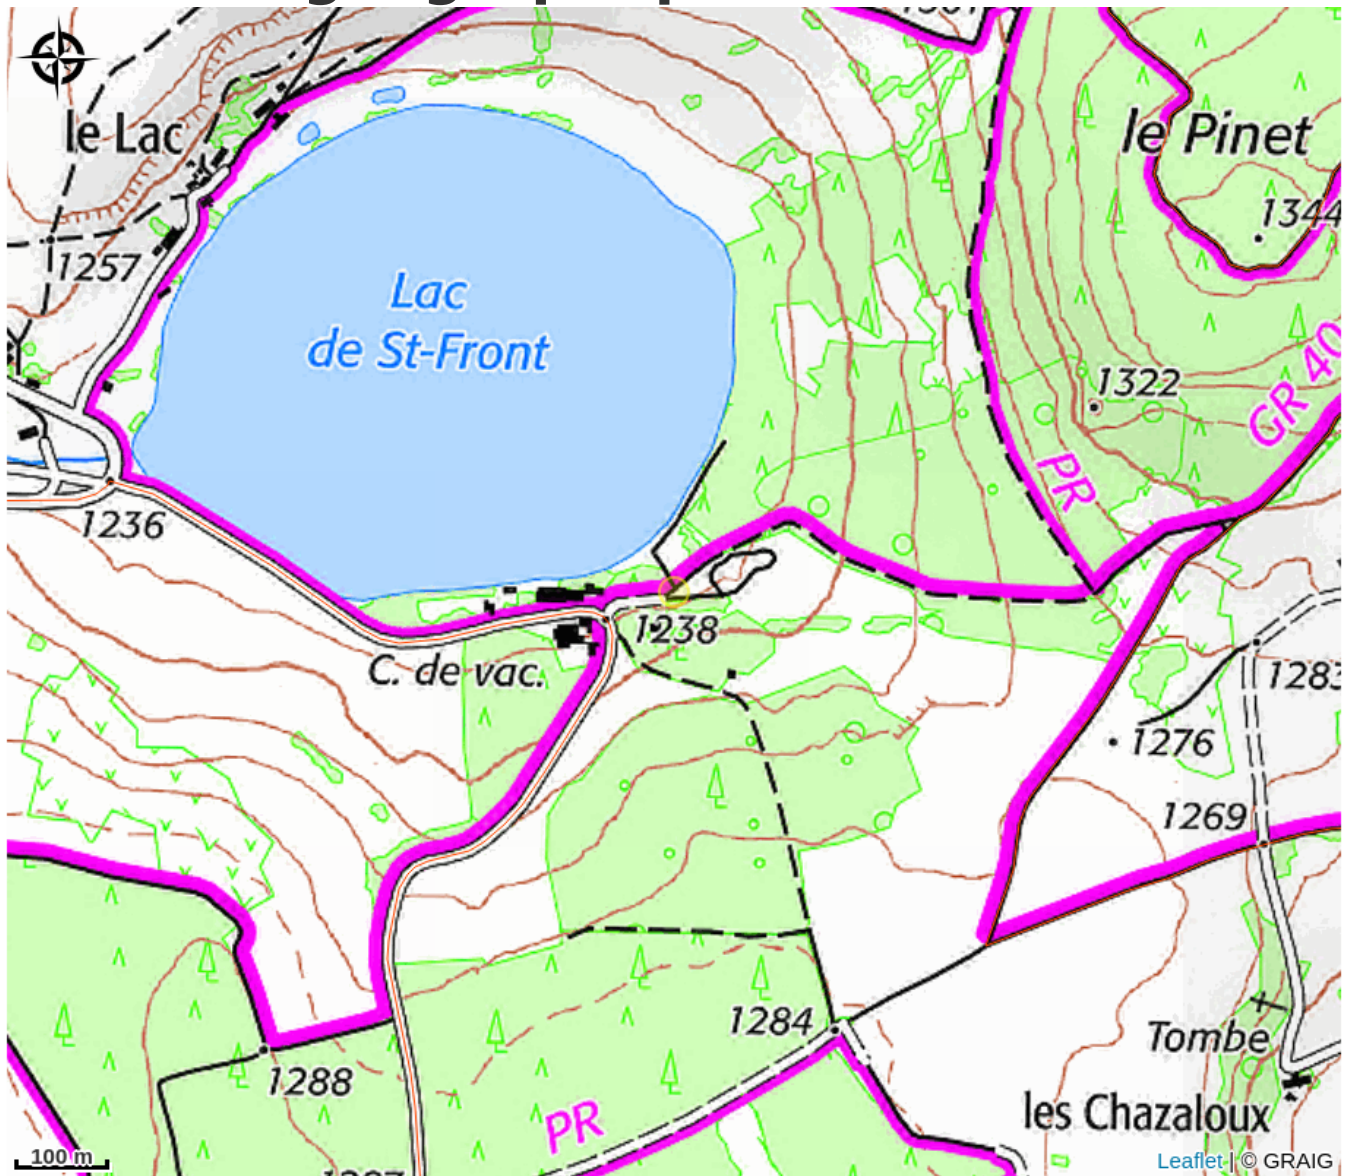 le Lac
le Pinet
1344
1257
Lac
de St-Front
1322
GR 40
PR
1236
1238
C. de vac.
1283
1276
1269
1284
Tombe
1288
les Chazaloux
PR
100 m
Leaflet | © GRAIG